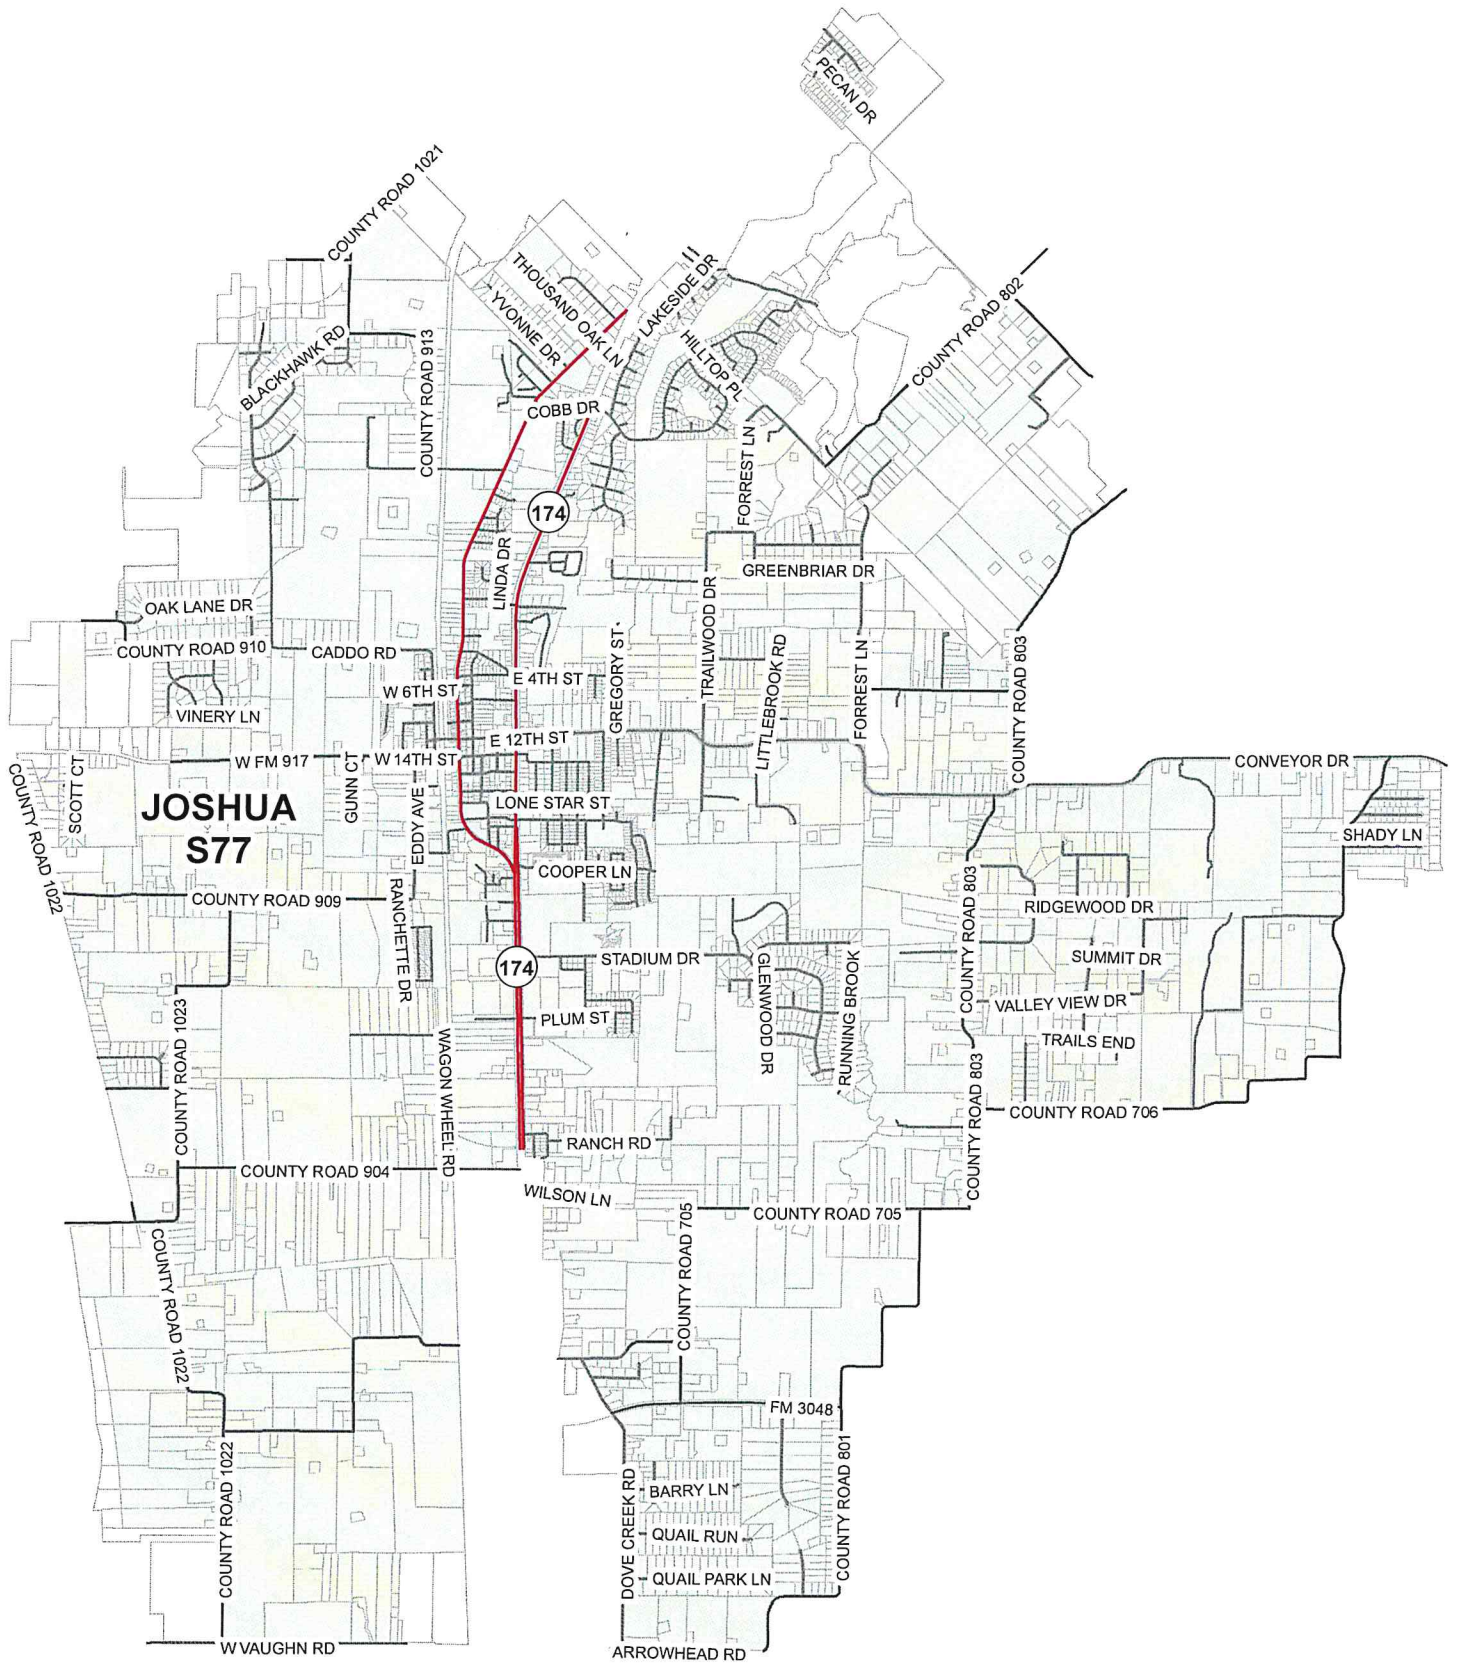 PECAN DR
COUNTY ROAD 1021
THOUSAND OAK LN
LAKESIDE DR
YVONNE DR
COUNTY ROAD 802
BLACKHAWK RD
COUNTY ROAD 913
HILLTOP PL
COBB DR
FORREST LN
174
LINDA DR
GREENBRIAR DR
TRAILWOOD DR
OAK LANE DR
COUNTY ROAD 910
CADDO RD
GREGORY ST
LITTLEBROOK RD
FORREST LN
COUNTY ROAD 803
E 4TH ST
W 6TH ST
VINERY LN
E 12TH ST
W FM 917
W 14TH ST
CONVEYOR DR
SCOTT CT
GUNN CT
COUNTY ROAD 1022
JOSHUA
S77
EDDY AVE
LONE STAR ST
SHADY LN
COOPER LN
COUNTY ROAD 909
RANCHETTE DR
COUNTY ROAD 803
RIDGEWOOD DR
174
STADIUM DR
GLENWOOD DR
RUNNING BROOK
SUMMIT DR
VALLEY VIEW DR
COUNTY ROAD 1023
PLUM ST
TRAILS END
WAGON WHEEL RD
COUNTY ROAD 803
COUNTY ROAD 706
RANCH RD
COUNTY ROAD 904
WILSON LN
COUNTY ROAD 705
COUNTY ROAD 705
COUNTY ROAD 1022
FM 3048
COUNTY ROAD 1022
DOVE CREEK RD
BARRY LN
COUNTY ROAD 801
QUAIL RUN
QUAIL PARK LN
W VAUGHN RD
ARROWHEAD RD